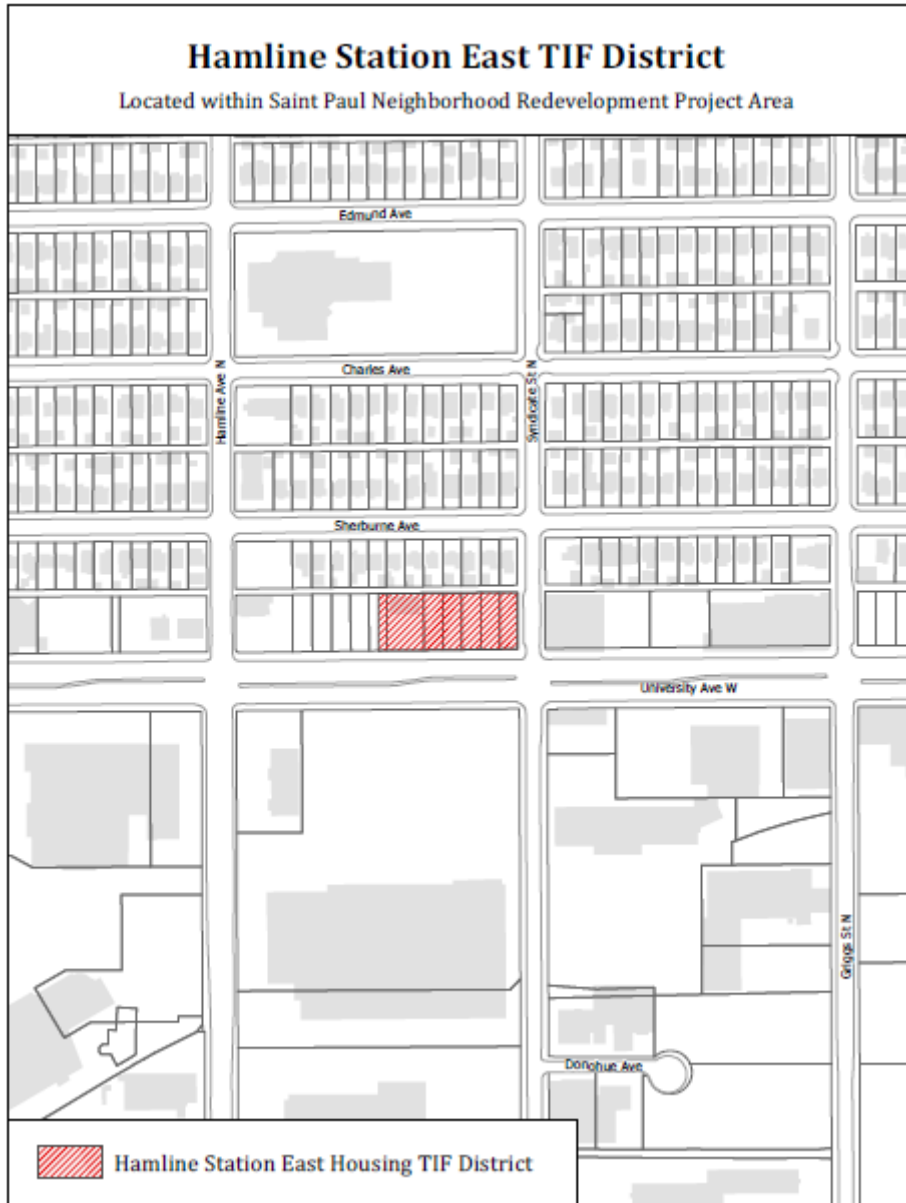 Hamline Station East TIF District
Located within Saint Paul Neighborhood Redevelopment Project Area
Edmund Ave
Hamline Ave N
Charles Ave
Syndicate St N
Sherburne Ave
University Ave W
Griggs St N
Donohue Ave
Hamline Station East Housing TIF District